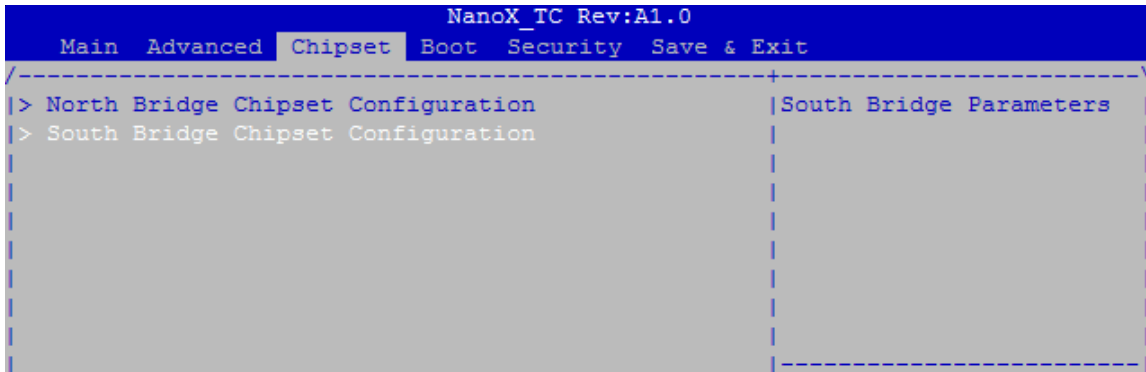 NanoX_TC Rev:A1.0
Main Advanced Chipset Boot Security Save & Exit
> North Bridge Chipset Configuration
South Bridge Parameters
> South Bridge Chipset Configuration